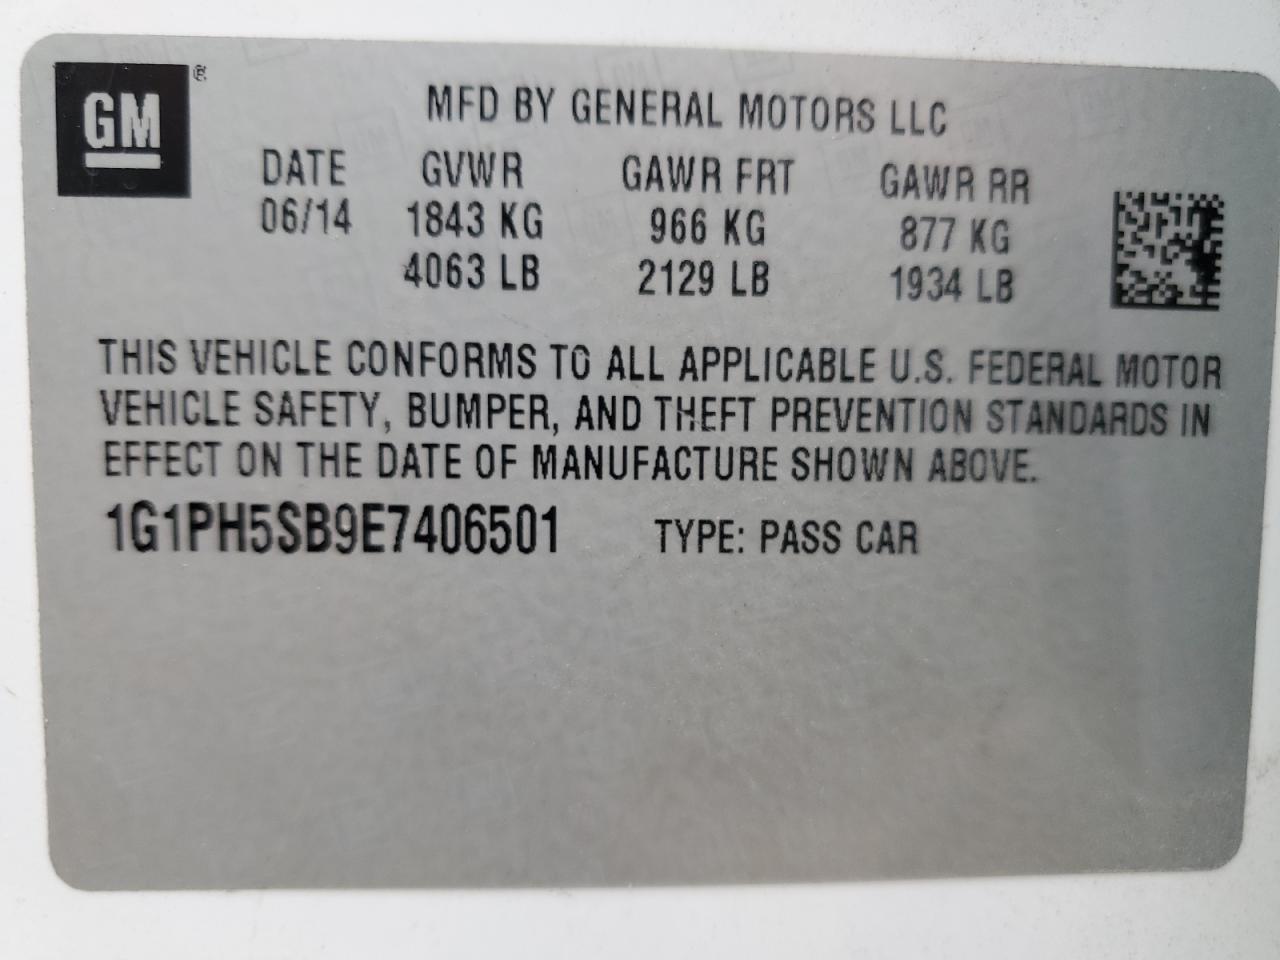 GM ®
MFD BY GENERAL MOTORS LLC
DATE GVWR GAWR FRT GAWR RR
06/14 1843 KG 966 KG 877 KG
4063 LB 2129 LB 1934 LB
THIS VEHICLE CONFORMS TO ALL APPLICABLE U.S. FEDERAL MOTOR
VEHICLE SAFETY, BUMPER, AND THEFT PREVENTION STANDARDS IN
EFFECT ON THE DATE OF MANUFACTURE SHOWN ABOVE.
1G1PH5SB9E7406501 TYPE: PASS CAR